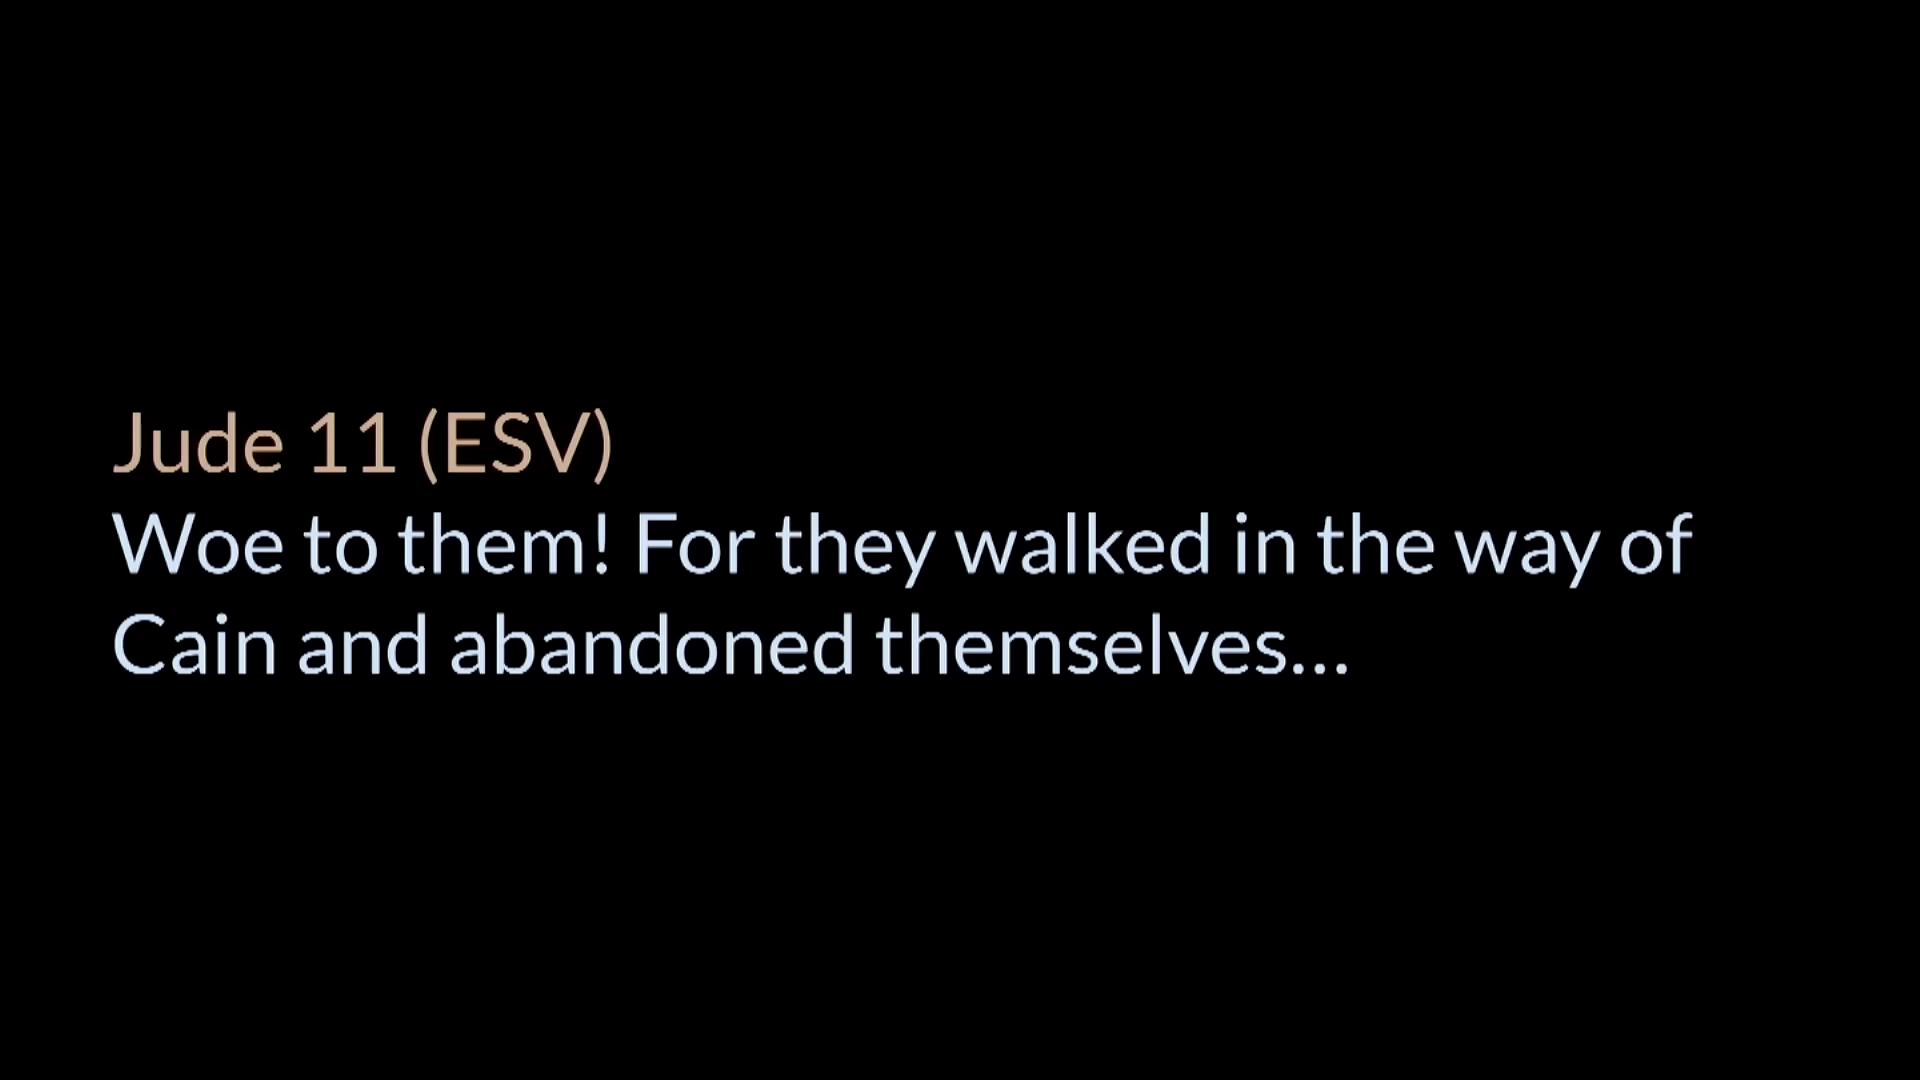 Jude 11 (ESV)
Woe to them! For they walked in the way of
Cain and abandoned themselves...